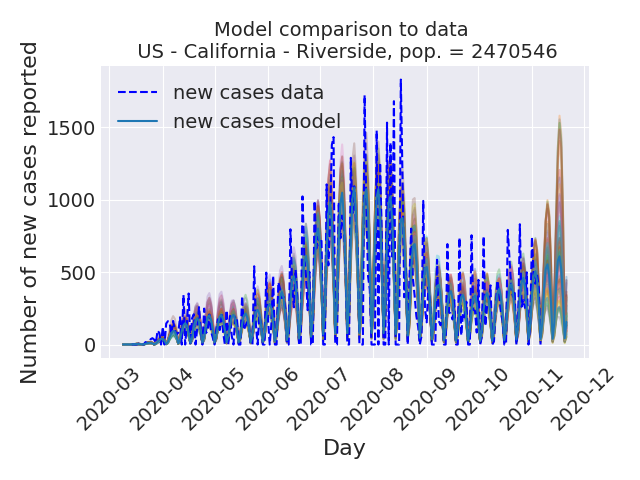 Model comparison to data
US - California - Riverside, pop. = 2470546
new cases data
new cases model
Number of new cases reported
1500
1000
500
0
2020-03
2020-04
2020-05
2020-06
2020-07
2020-08
2020-09
2020-10
2020-11
2020-12
Day